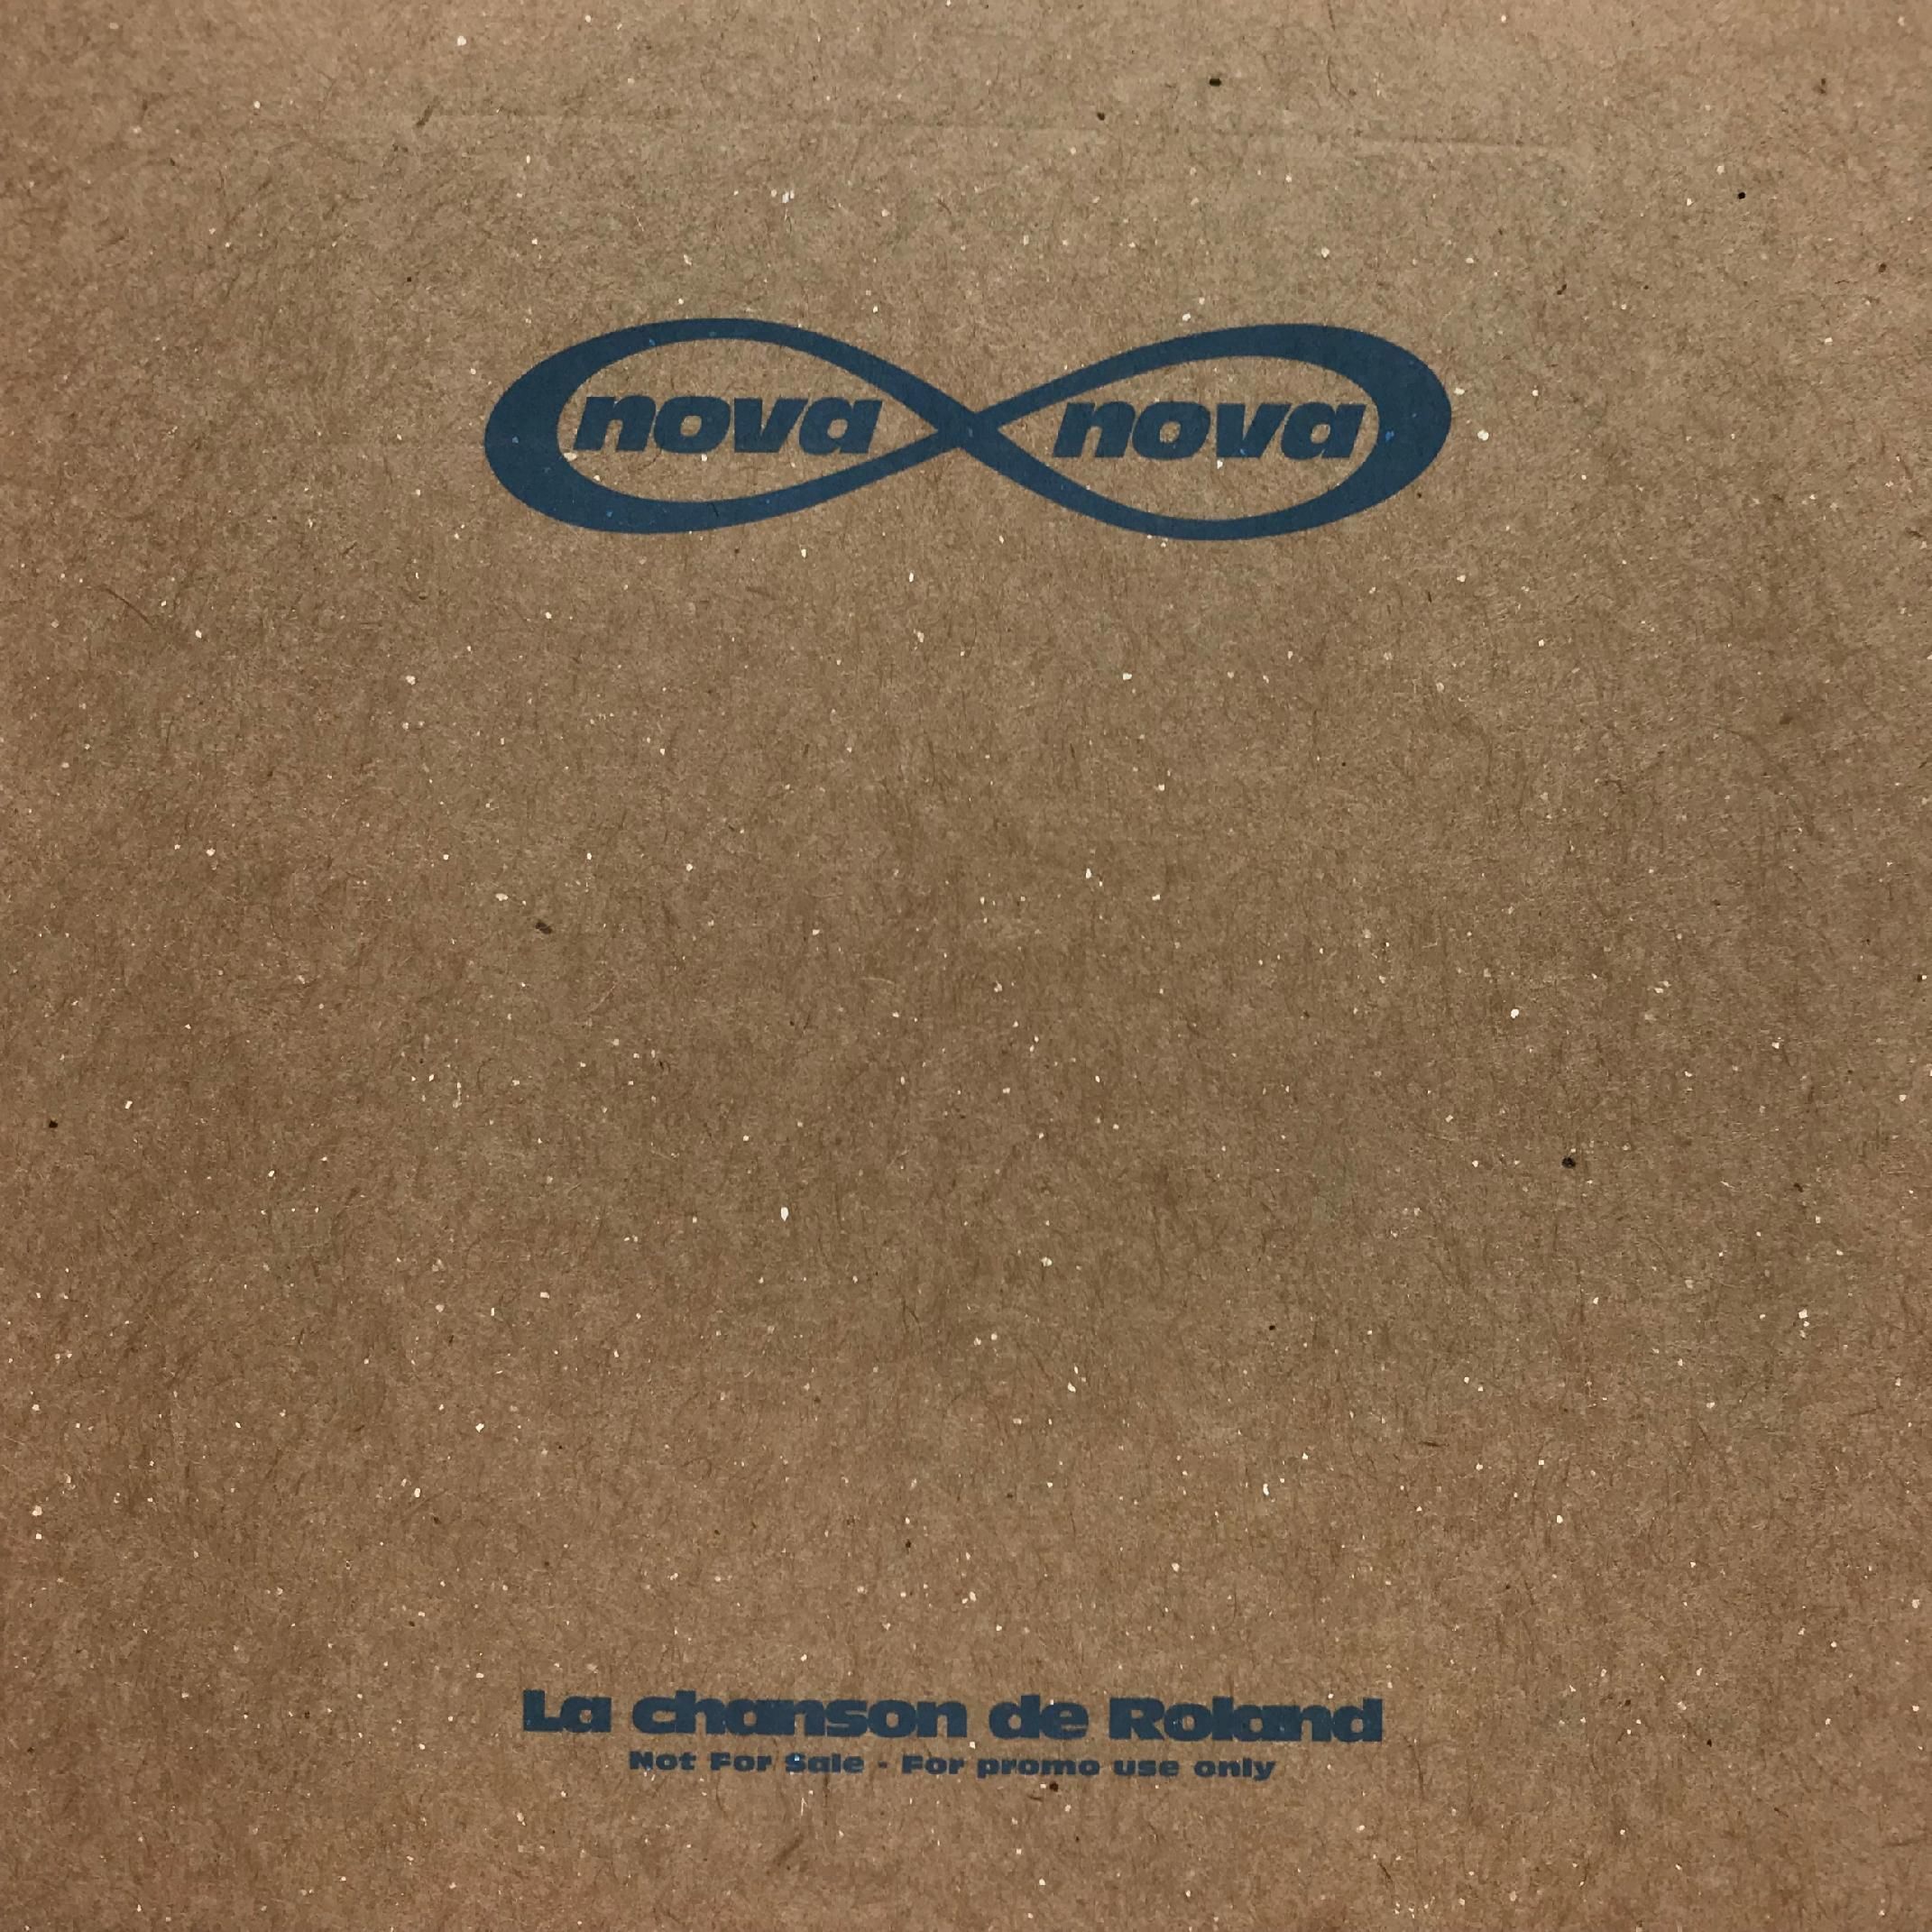 nova nova
La chanson de Roland
Not For Sale - For promo use only